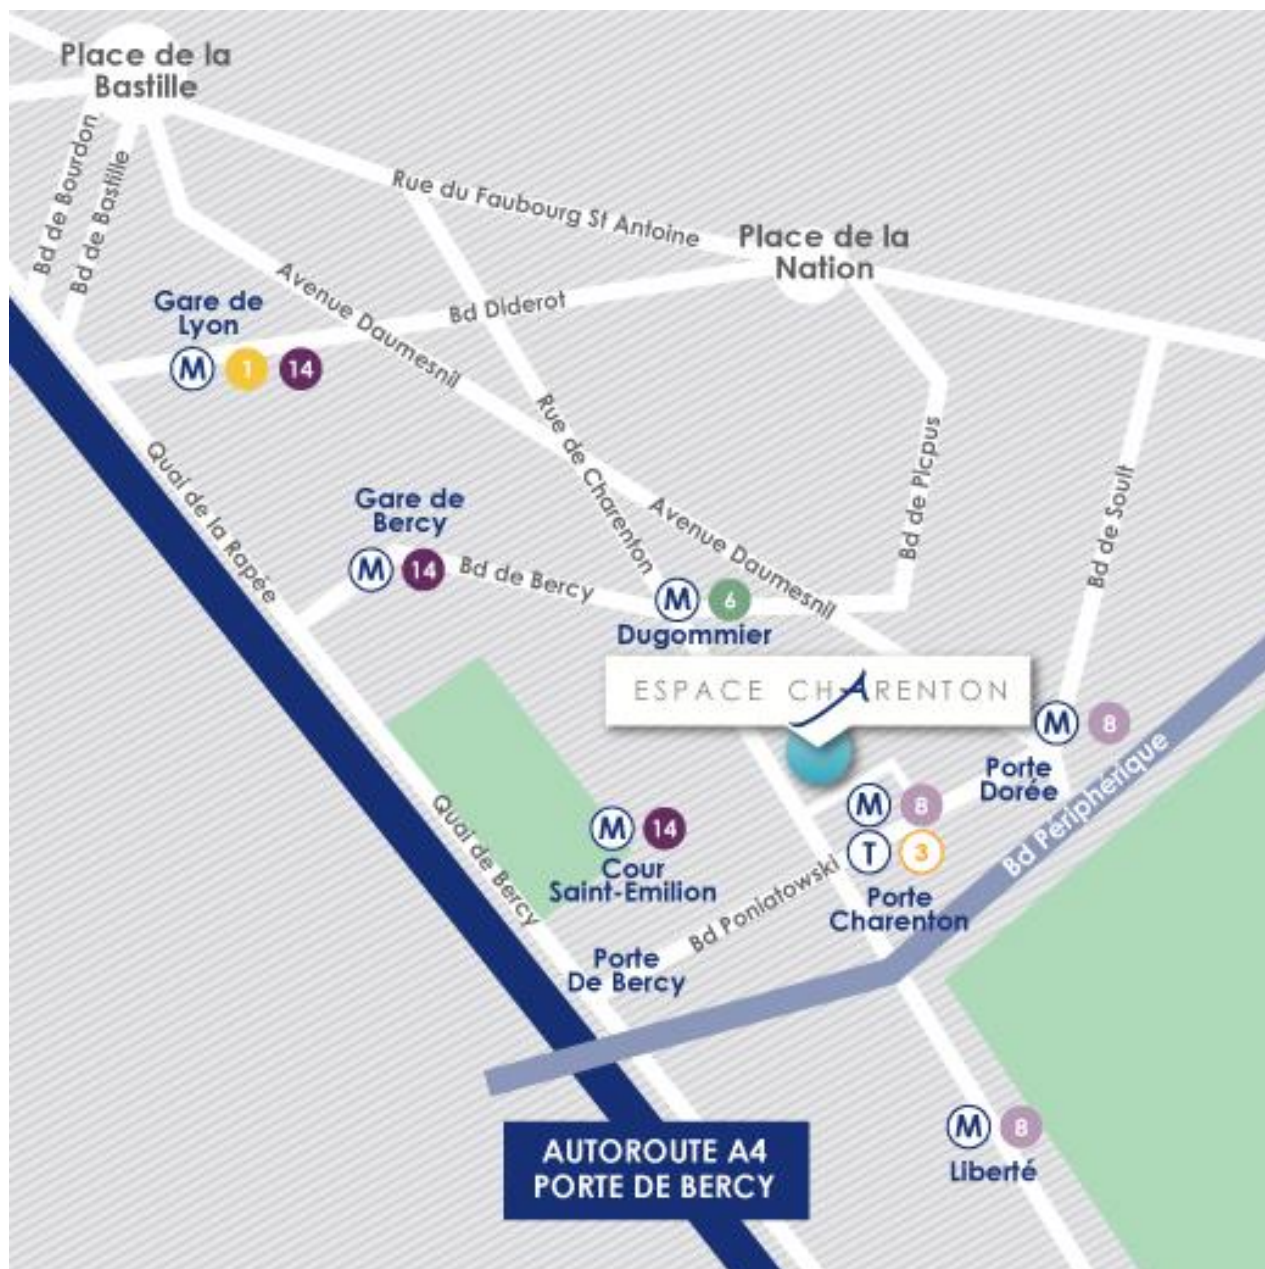 Place de la
Bastille
Bd de Bourdon
Bd de Bastille
Rue du Faubourg St Antoine
Place de la
Nation
Avenue Daumesnil
Bd Diderot
Gare de
Lyon
M 1 14
Quai de la Rapée
Rue de Charenton
Bd de Picpus
Bd de Soult
Gare de
Bercy
M 14
Bd de Bercy
Avenue Daumesnil
M 6
Dugommier
ESPACE CHARENTON
M 8
Porte
Dorée
Bd Périphérique
M 8
T 3
Porte
Charenton
M 14
Cour
Saint-Emilion
Quai de Bercy
Bd Poniatowski
Porte
De Bercy
M 8
Liberté
AUTOROUTE A4
PORTE DE BERCY